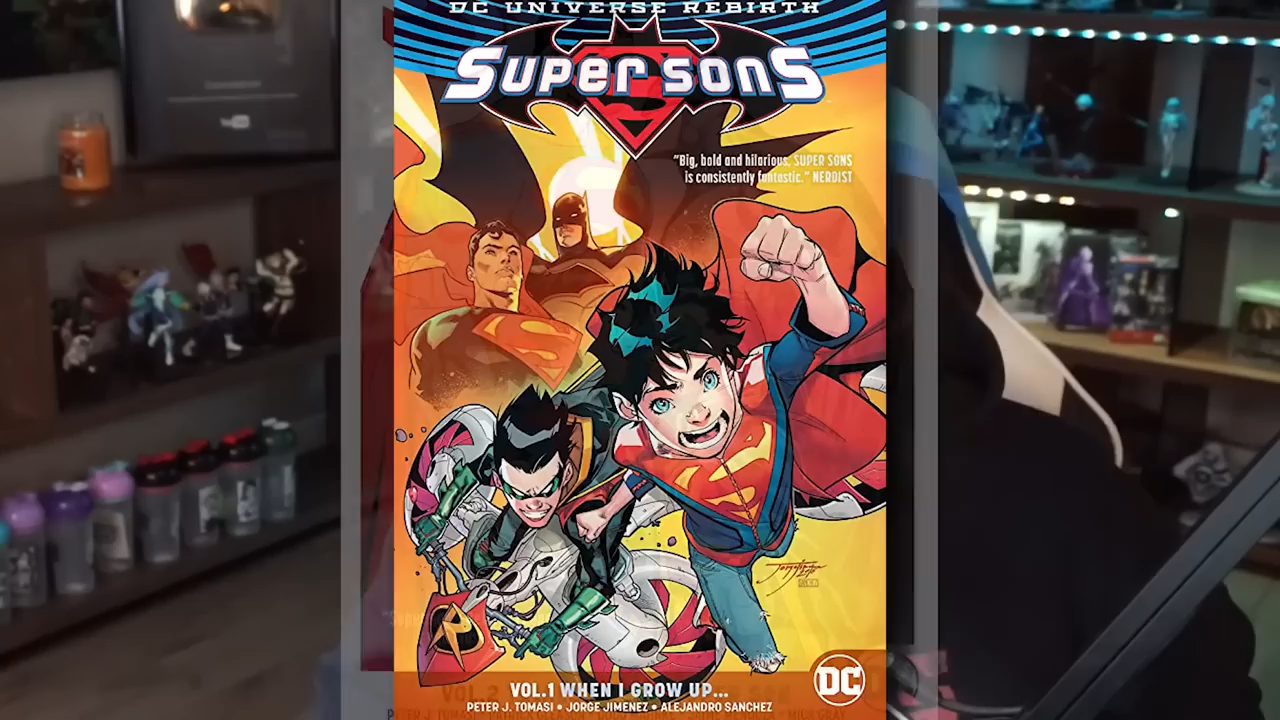 DC UNIVERSE REBIRTH
SUPER SONS
"Big, bold and hilarious, SUPER SONS
is consistently fantastic." NERDIST
VOL.1 WHEN I GROW UP...
PETER J. TOMASI • JORGE JIMENEZ • ALEJANDRO SANCHEZ
DC